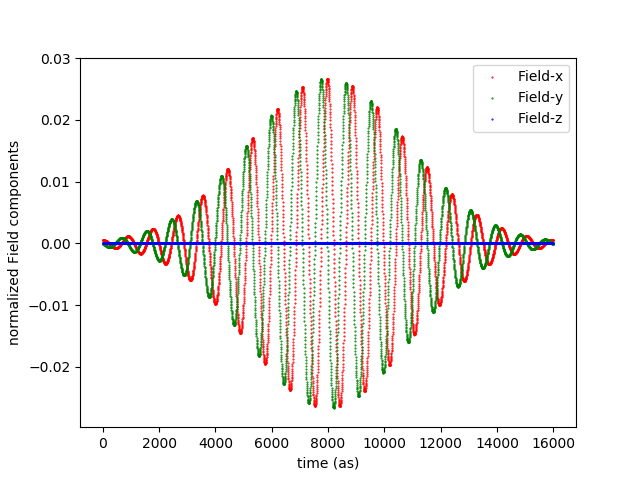 0.03
0.02
0.01
0.00
−0.01
−0.02
normalized Field components
Field-x
Field-y
Field-z
0 2000 4000 6000 8000 10000 12000 14000 16000
time (as)